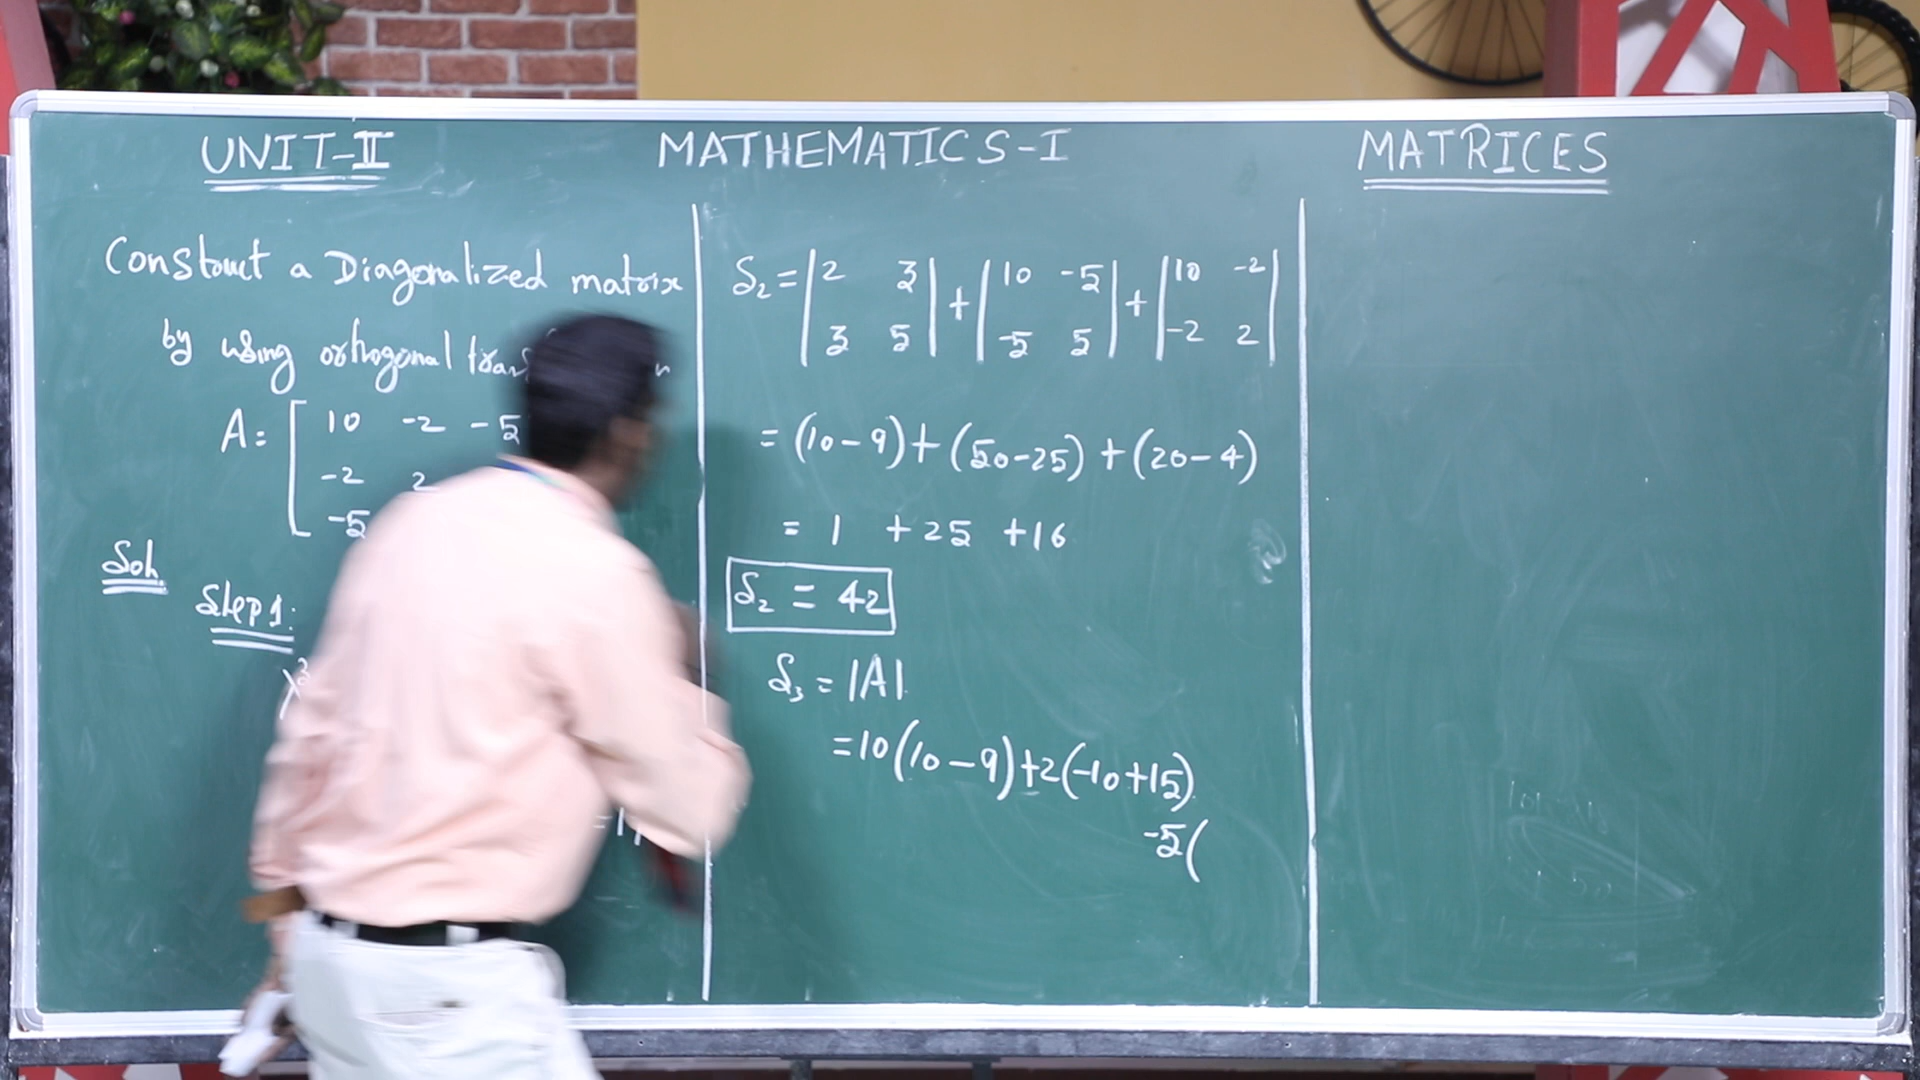 UNIT-II
MATHEMATICS-I
MATRICES
Construct a Diagonalized matrix
by using orthogonal
A= [ 10 -2 -5
-2 2
-5
Soln
Step 1:
λ³
S₂ = |2 3| + |10 -5| + |10 -2|
|3 5| |-5 5| |-2 2|
= (10-9)+(50-25)+(20-4)
= 1 +25 +16
S₂ = 42
S₃ = |A|
=10(10-9)+2(-10+15)
-5(